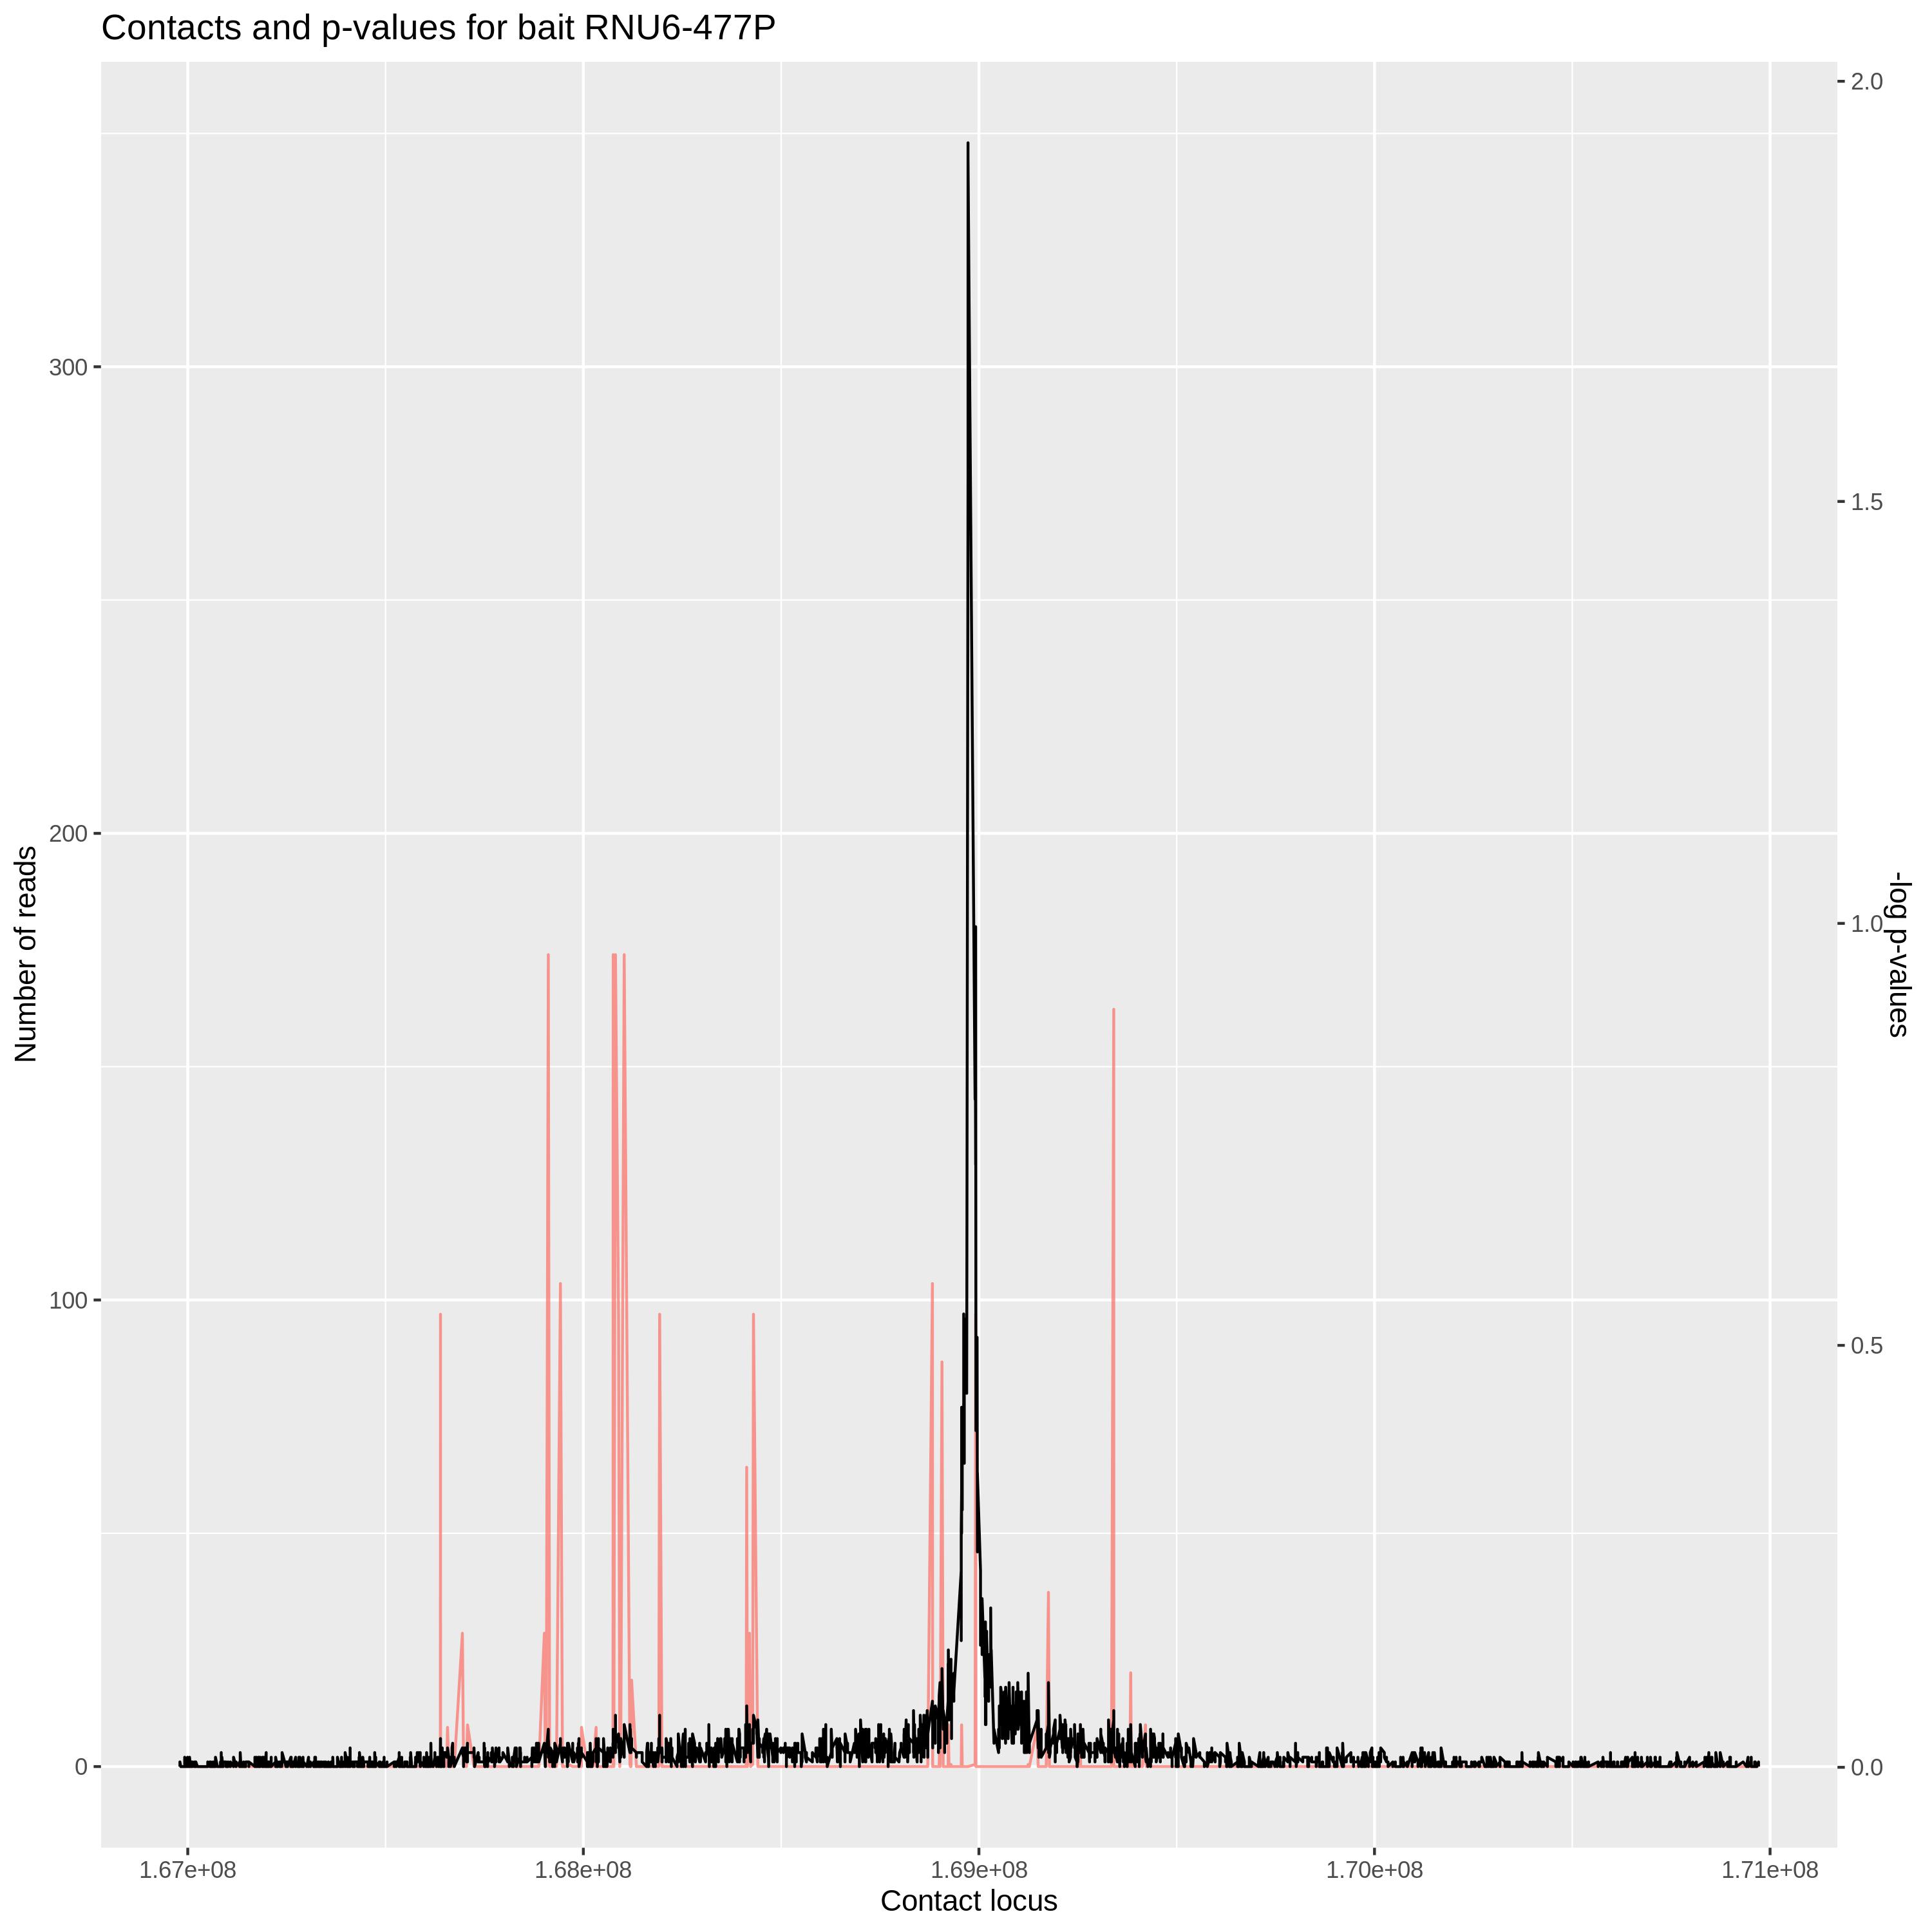 Contacts and p-values for bait RNU6-477P
2.0
1.5
1.0
0.5
0.0
300
200
100
0
Number of reads
-log p-values
1.67e+08
1.68e+08
1.69e+08
1.70e+08
1.71e+08
Contact locus